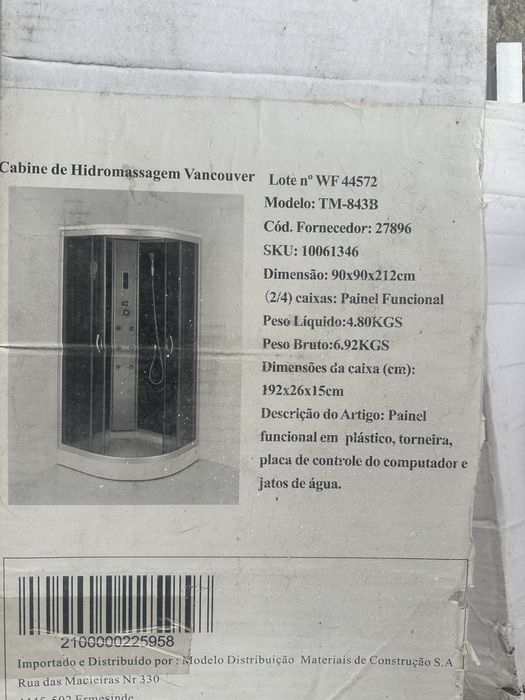 Cabine de Hidromassagem Vancouver
Lote nº WF 44572
Modelo: TM-843B
Cód. Fornecedor: 27896
SKU: 10061346
Dimensão: 90x90x212cm
(2/4) caixas: Painel Funcional
Peso Líquido:4.80KGS
Peso Bruto:6.92KGS
Dimensões da caixa (cm):
192x26x15cm
Descrição do Artigo: Painel
funcional em plástico, torneira,
placa de controle do computador e
jatos de água.
2100000225958
Importado e Distribuído por : Modelo Distribuição Materiais de Construção S.A
Rua das Macieiras Nr 330
4445-502 Ermesinde